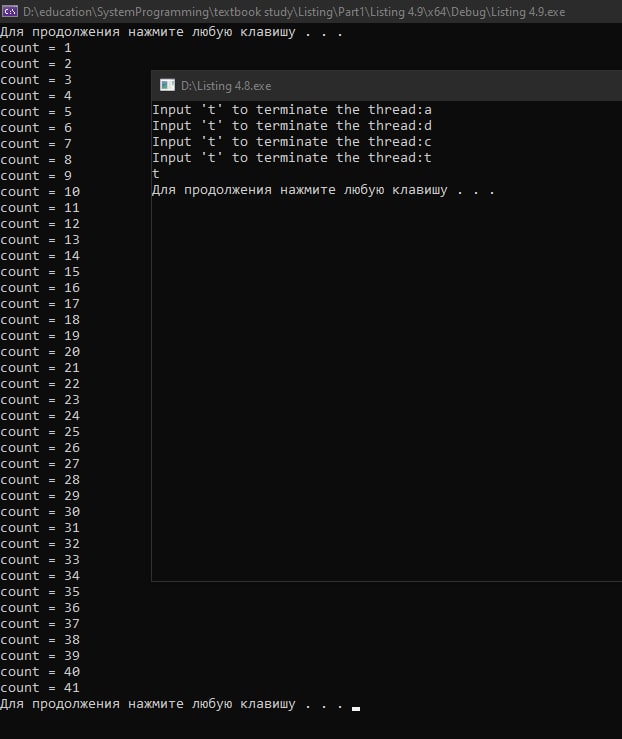 D:\education\SystemProgramming\textbook study\Listing\Part1\Listing 4.9\x64\Debug\Listing 4.9.exe
Для продолжения нажмите любую клавишу . . .
count = 1
count = 2
count = 3
count = 4
count = 5
count = 6
count = 7
count = 8
count = 9
count = 10
count = 11
count = 12
count = 13
count = 14
count = 15
count = 16
count = 17
count = 18
count = 19
count = 20
count = 21
count = 22
count = 23
count = 24
count = 25
count = 26
count = 27
count = 28
count = 29
count = 30
count = 31
count = 32
count = 33
count = 34
count = 35
count = 36
count = 37
count = 38
count = 39
count = 40
count = 41
Для продолжения нажмите любую клавишу . . .
D:\Listing 4.8.exe
Input 't' to terminate the thread:a
Input 't' to terminate the thread:d
Input 't' to terminate the thread:c
Input 't' to terminate the thread:t
t
Для продолжения нажмите любую клавишу . . .